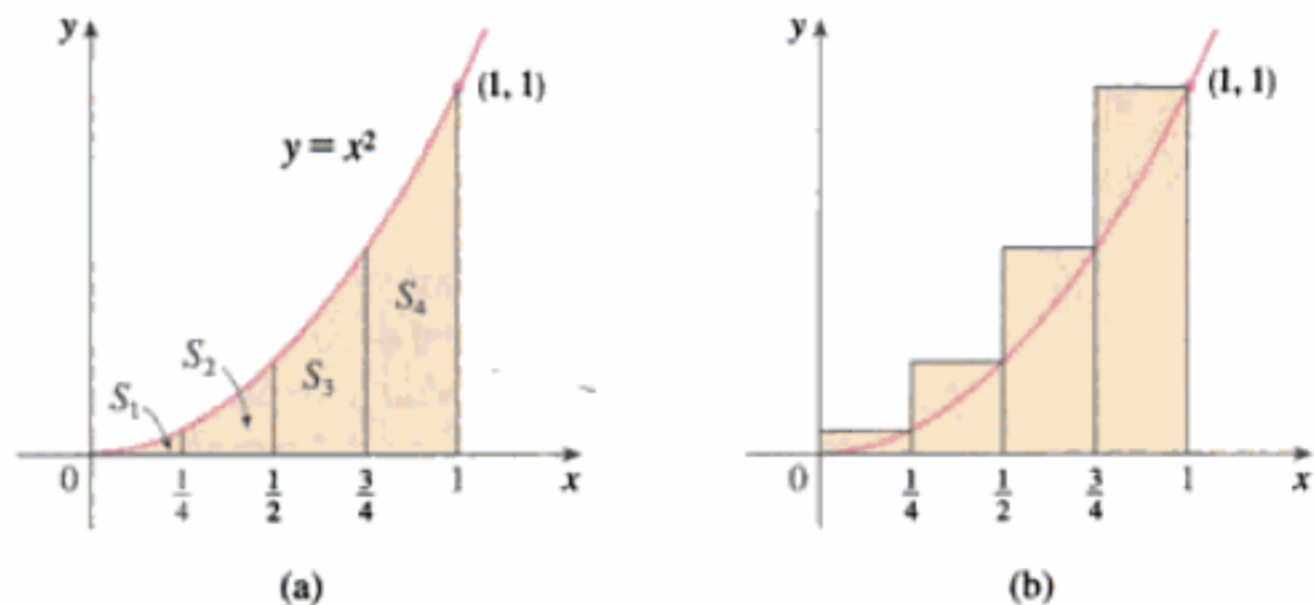 y
(1, 1)
y = x²
S₄
S₂
S₃
S₁
0 1/4 1/2 3/4 1 x
(a)
y
(1, 1)
0 1/4 1/2 3/4 1 x
(b)